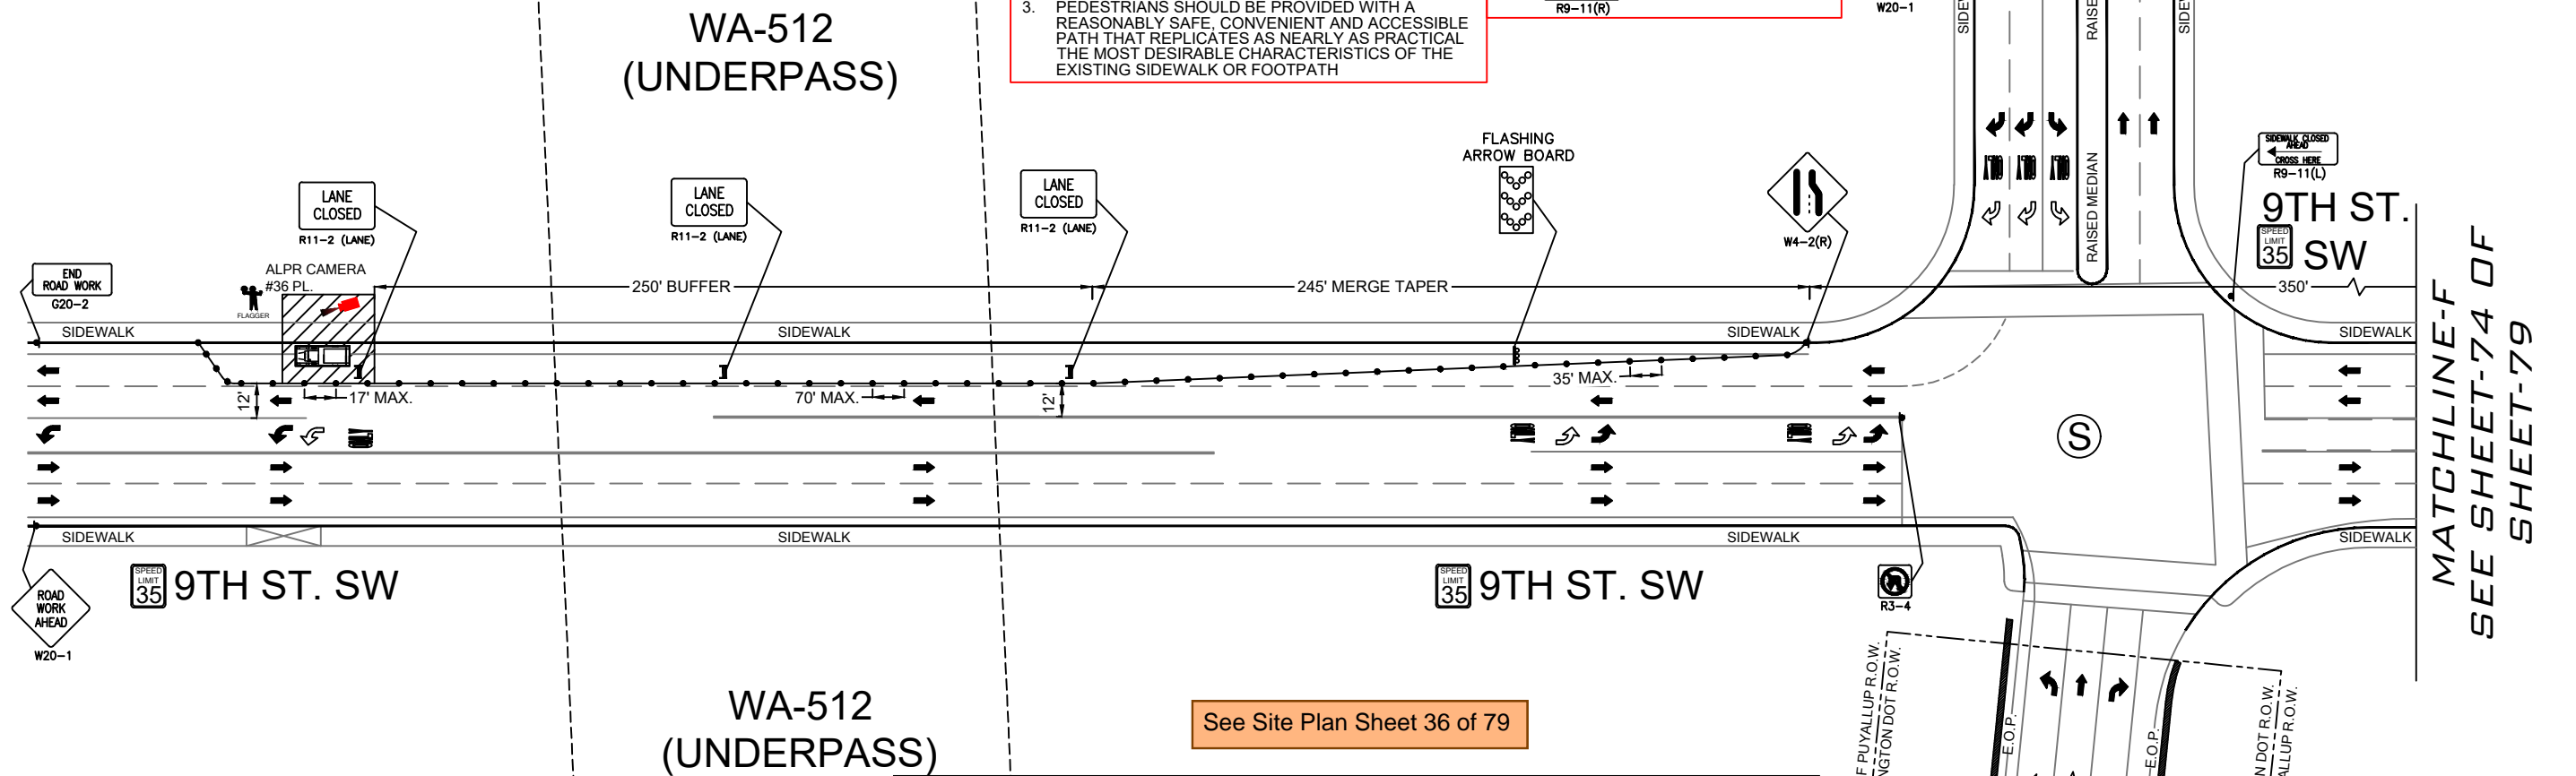 WA-512
(UNDERPASS)
3. PEDESTRIANS SHOULD BE PROVIDED WITH A
REASONABLY SAFE, CONVENIENT AND ACCESSIBLE
PATH THAT REPLICATES AS NEARLY AS PRACTICAL
THE MOST DESIRABLE CHARACTERISTICS OF THE
EXISTING SIDEWALK OR FOOTPATH
R9-11(R)
W20-1
RAISED MEDIAN
SIDEWALK CLOSED
AHEAD
CROSS HERE
R9-11(L)
9TH ST.
SW
SPEED
LIMIT
35
350'
FLASHING
ARROW BOARD
W4-2(R)
LANE
CLOSED
R11-2 (LANE)
LANE
CLOSED
R11-2 (LANE)
LANE
CLOSED
R11-2 (LANE)
END
ROAD WORK
G20-2
ALPR CAMERA
#36 PL.
FLAGGER
250' BUFFER
245' MERGE TAPER
SIDEWALK
SIDEWALK
SIDEWALK
SIDEWALK
12'
17' MAX.
70' MAX.
12'
35' MAX.
S
SIDEWALK
SIDEWALK
SIDEWALK
SIDEWALK
ROAD
WORK
AHEAD
W20-1
SPEED
LIMIT
35
9TH ST. SW
SPEED
LIMIT
35
9TH ST. SW
R3-4
MATCHLINE-F
SEE SHEET-74 OF
SHEET-79
WA-512
(UNDERPASS)
See Site Plan Sheet 36 of 79
PUYALLUP R.O.W.
DOT R.O.W.
E.O.P.
E.O.P.
DOT R.O.W.
R.O.W.